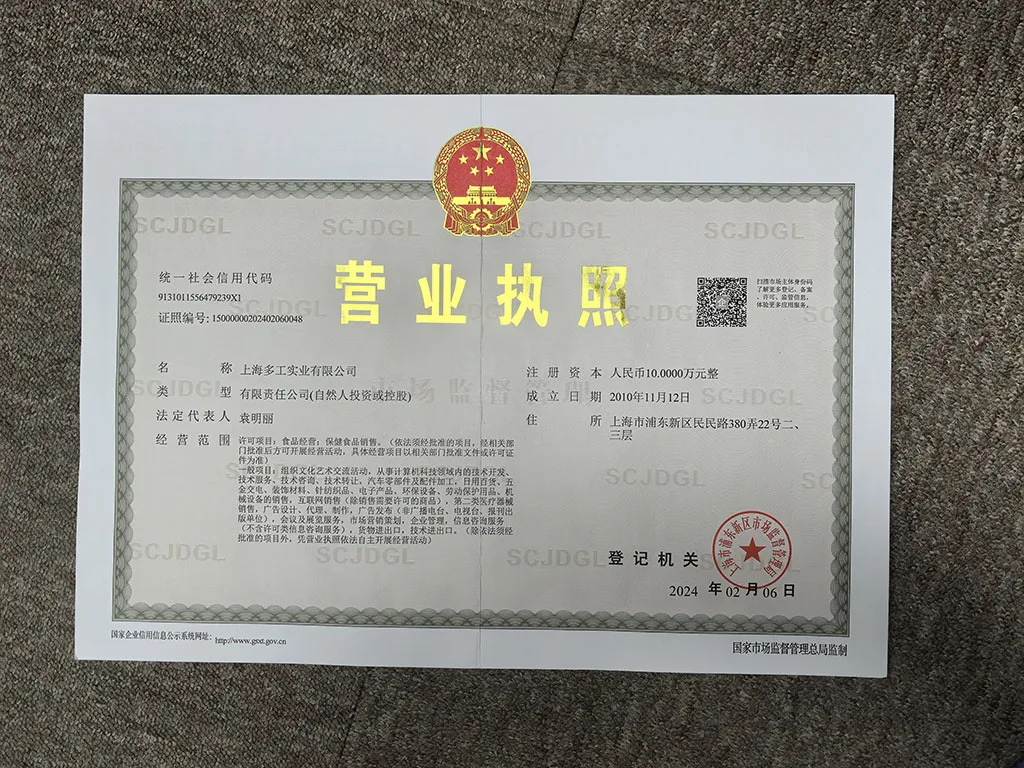 营业执照
统一社会信用代码
9131011556479239X1
证照编号: 15000000202402060048
扫描市场主体身份码
了解更多登记、备案
、许可、监管信息,
体验更多应用服务。
名 称 上海多工实业有限公司
类 型 有限责任公司(自然人投资或控股)
法定代表人 袁明丽
经营范围 许可项目:食品经营;保健食品销售。(依法须经批准的项目,经相关部
门批准后方可开展经营活动,具体经营项目以相关部门批准文件或许可证
件为准)
一般项目:组织文化艺术交流活动,从事计算机科技领域内的技术开发、
技术服务、技术咨询、技术转让,汽车零部件及配件加工,日用百货、五
金交电、装饰材料、针纺织品、电子产品、环保设备、劳动保护用品、机
械设备的销售,互联网销售(除销售需要许可的商品),第二类医疗器械
销售,广告设计、代理、制作,广告发布(非广播电台、电视台、报刊出
版单位),会议及展览服务,市场营销策划,企业管理,信息咨询服务
(不含许可类信息咨询服务),货物进出口,技术进出口。(除依法须经
批准的项目外,凭营业执照依法自主开展经营活动)
注册资本 人民币10.0000万元整
成立日期 2010年11月12日
住 所 上海市浦东新区民民路380弄22号二、
三层
登记机关
上海市浦东新区市场监督管理局
2024 年 02 月 06 日
国家企业信用信息公示系统网址: http://www.gsxt.gov.cn
国家市场监督管理总局监制
SCJDGL
市场监督管理